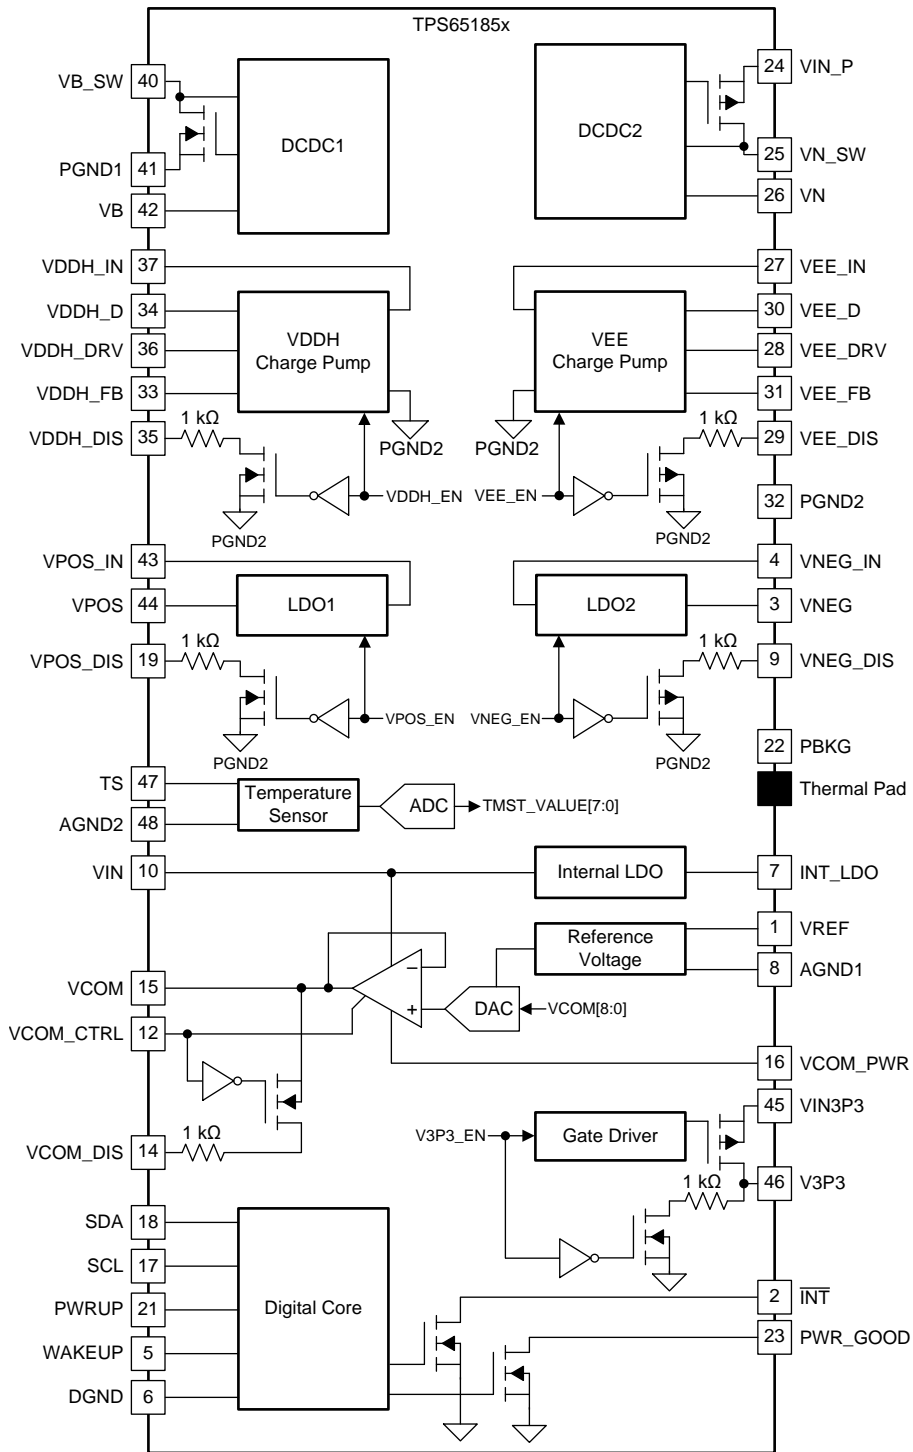 TPS65185x
VB_SW 40
PGND1 41
VB 42
DCDC1
DCDC2
24 VIN_P
25 VN_SW
26 VN
VDDH_IN 37
VDDH_D 34
VDDH_DRV 36
VDDH_FB 33
VDDH_DIS 35
1 kΩ
VDDH
Charge Pump
PGND2
VDDH_EN
PGND2
27 VEE_IN
30 VEE_D
28 VEE_DRV
31 VEE_FB
29 VEE_DIS
1 kΩ
VEE
Charge Pump
PGND2
VEE_EN
PGND2
32 PGND2
VPOS_IN 43
VPOS 44
VPOS_DIS 19
1 kΩ
LDO1
VPOS_EN
PGND2
4 VNEG_IN
3 VNEG
9 VNEG_DIS
1 kΩ
LDO2
VNEG_EN
PGND2
22 PBKG
Thermal Pad
TS 47
AGND2 48
Temperature
Sensor
ADC
TMST_VALUE[7:0]
VIN 10
Internal LDO
7 INT_LDO
Reference
Voltage
1 VREF
8 AGND1
VCOM 15
−
+
DAC
VCOM[8:0]
VCOM_CTRL 12
16 VCOM_PWR
VCOM_DIS 14
1 kΩ
V3P3_EN
Gate Driver
45 VIN3P3
1 kΩ
46 V3P3
SDA 18
SCL 17
PWRUP 21
WAKEUP 5
DGND 6
Digital Core
2 INT
23 PWR_GOOD